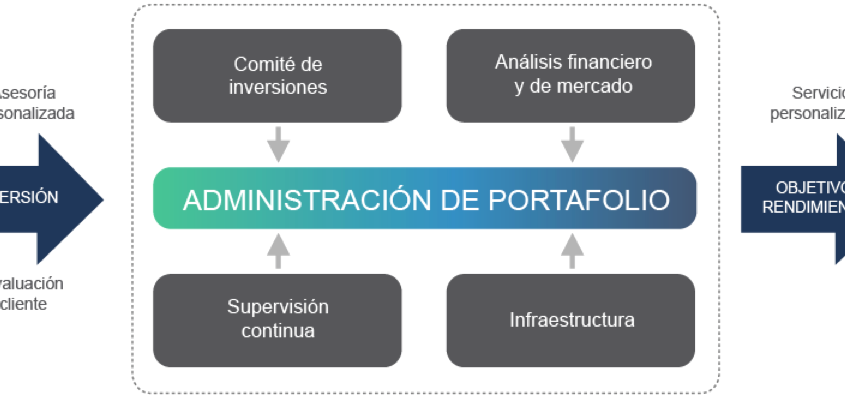 Comité de
inversiones
Análisis financiero
y de mercado
sesoría
sonalizada
ERSIÓN
valuación
cliente
ADMINISTRACIÓN DE PORTAFOLIO
Supervisión
continua
Infraestructura
Servicio
personaliz
OBJETIVO
RENDIMIEN